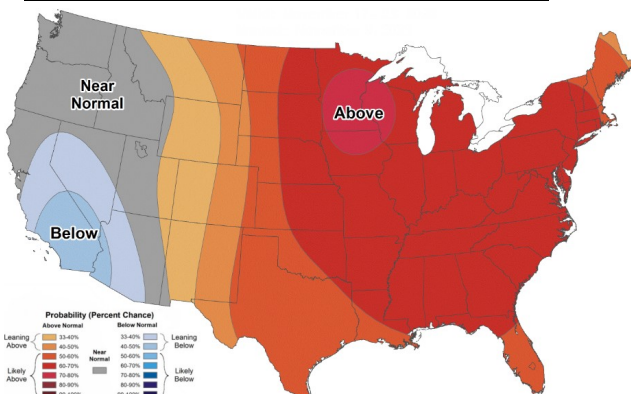 Near
Normal
Above
Below
Probability (Percent Chance)
Above Normal
Below Normal
Leaning
Above
33-40%
40-50%
Likely
Above
50-60%
60-70%
70-80%
80-90%
Near
Normal
33-40%
40-50%
50-60%
60-70%
70-80%
80-90%
Leaning
Below
Likely
Below